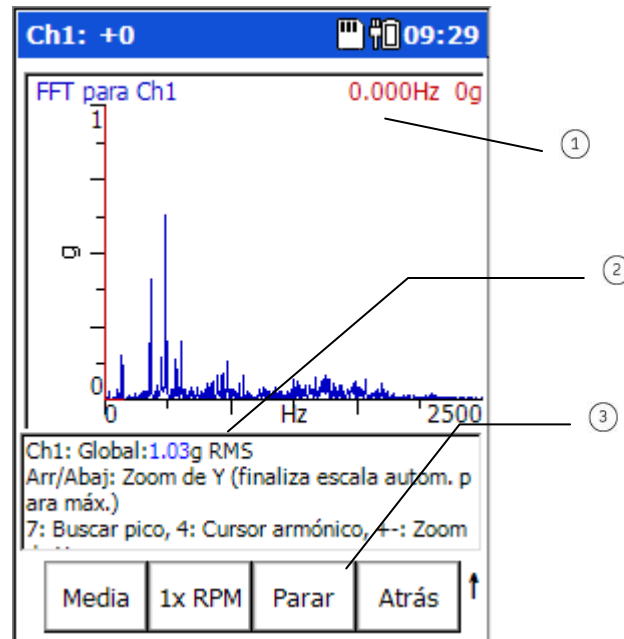 Ch1: +0 09:29
FFT para Ch1 0.000Hz 0g
1
g
0
0 Hz 2500
Ch1: Global:1.03g RMS
Arr/Abaj: Zoom de Y (finaliza escala autom. p
ara máx.)
7: Buscar pico, 4: Cursor armónico, +-: Zoom
Media 1x RPM Parar Atrás
1
2
3